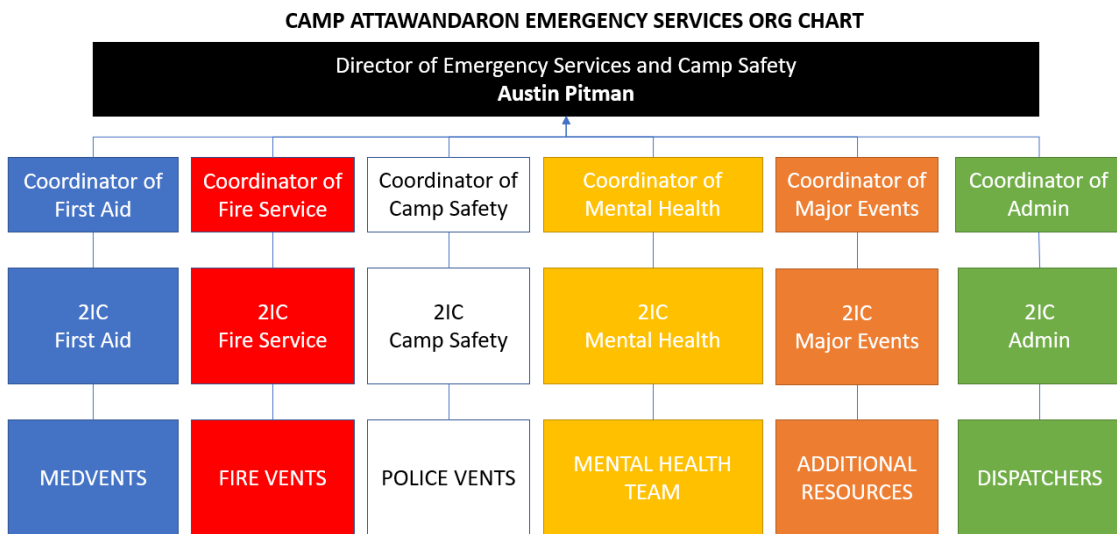 CAMP ATTAWANDARON EMERGENCY SERVICES ORG CHART
Director of Emergency Services and Camp Safety
Austin Pitman
Coordinator of
First Aid
Coordinator of
Fire Service
Coordinator of
Camp Safety
Coordinator of
Mental Health
Coordinator of
Major Events
Coordinator of
Admin
2IC
First Aid
2IC
Fire Service
2IC
Camp Safety
2IC
Mental Health
2IC
Major Events
2IC
Admin
MEDVENTS
FIRE VENTS
POLICE VENTS
MENTAL HEALTH
TEAM
ADDITIONAL
RESOURCES
DISPATCHERS